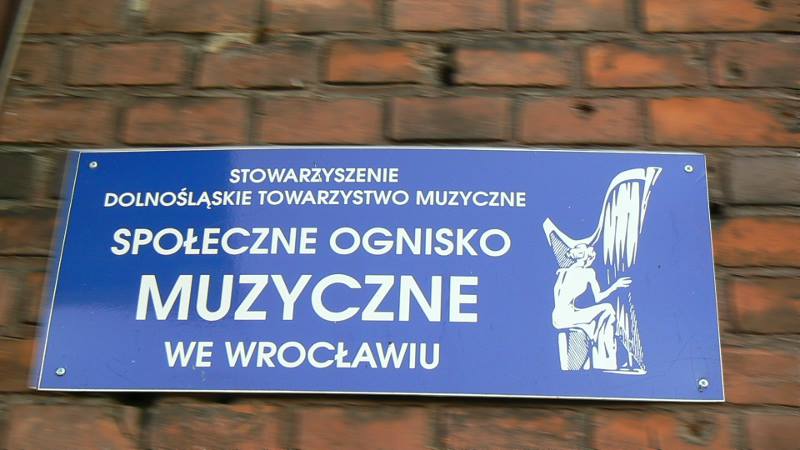 STOWARZYSZENIE
DOLNOŚLĄSKIE TOWARZYSTWO MUZYCZNE
SPOŁECZNE OGNISKO
MUZYCZNE
WE WROCŁAWIU